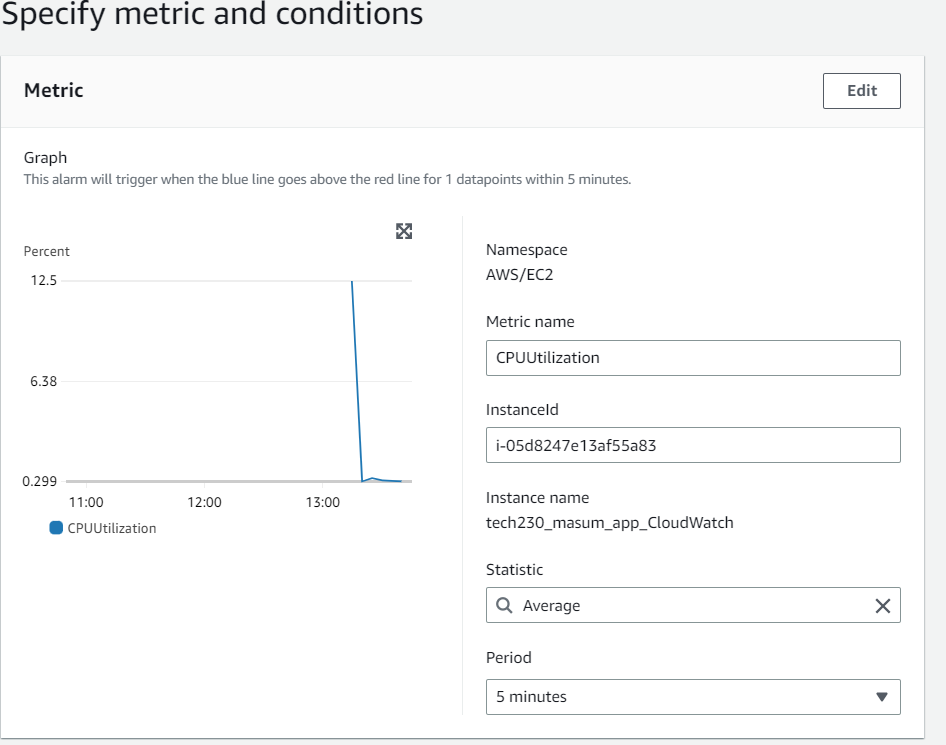 Specify metric and conditions
Metric
Edit
Graph
This alarm will trigger when the blue line goes above the red line for 1 datapoints within 5 minutes.
Percent
12.5
6.38
0.299
11:00 12:00 13:00
CPUUtilization
Namespace
AWS/EC2
Metric name
CPUUtilization
InstanceId
i-05d8247e13af55a83
Instance name
tech230_masum_app_CloudWatch
Statistic
Average
Period
5 minutes